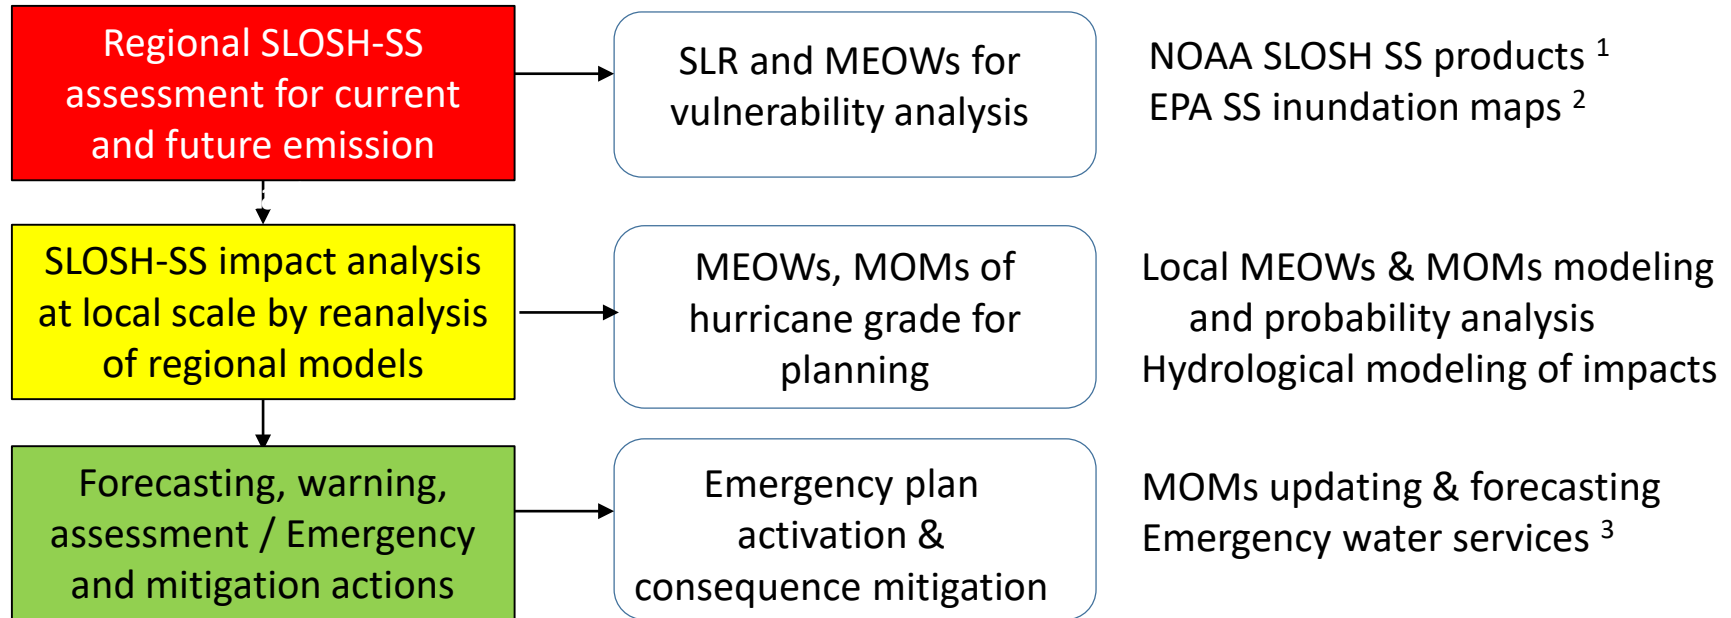 Regional SLOSH-SS
assessment for current
and future emission
SLR and MEOWs for
vulnerability analysis
NOAA SLOSH SS products 1
EPA SS inundation maps 2
SLOSH-SS impact analysis
at local scale by reanalysis
of regional models
MEOWs, MOMs of
hurricane grade for
planning
Local MEOWs & MOMs modeling
and probability analysis
Hydrological modeling of impacts
Forecasting, warning,
assessment / Emergency
and mitigation actions
Emergency plan
activation &
consequence mitigation
MOMs updating & forecasting
Emergency water services 3